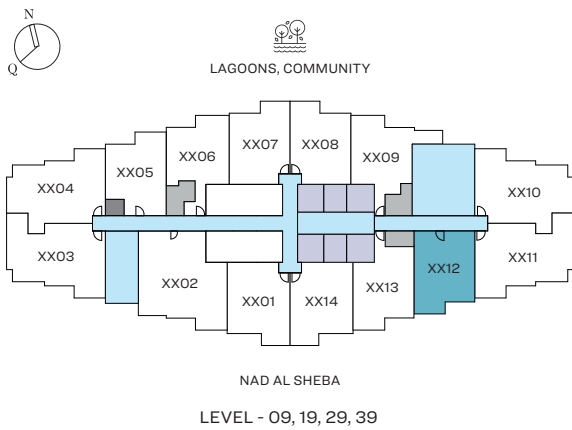 N
Q
LAGOONS, COMMUNITY
XX07
XX08
XX06
XX09
XX05
XX04
XX10
XX03
XX11
XX12
XX02
XX13
XX01
XX14
NAD AL SHEBA
LEVEL - 09, 19, 29, 39